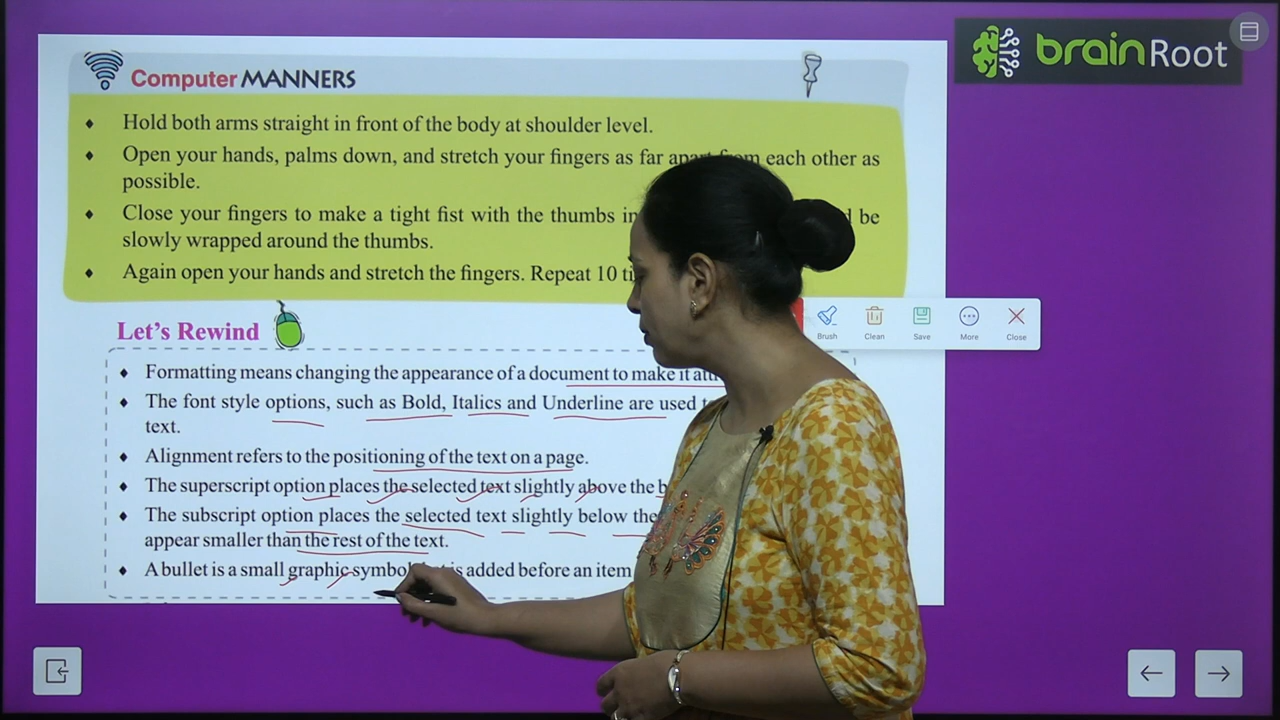 brainRoot
Computer MANNERS
♦ Hold both arms straight in front of the body at shoulder level.
♦ Open your hands, palms down, and stretch your fingers as far apart from each other as
possible.
♦ Close your fingers to make a tight fist with the thumbs be
slowly wrapped around the thumbs.
♦ Again open your hands and stretch the fingers. Repeat 10
Let's Rewind
Brush Clean Save More Close
♦ Formatting means changing the appearance of a document to make it
♦ The font style options, such as Bold, Italics and Underline are used
text.
♦ Alignment refers to the positioning of the text on a page.
♦ The superscript option places the selected text slightly above the
♦ The subscript option places the selected text slightly below the
appear smaller than the rest of the text.
♦ A bullet is a small graphic symbol is added before an item